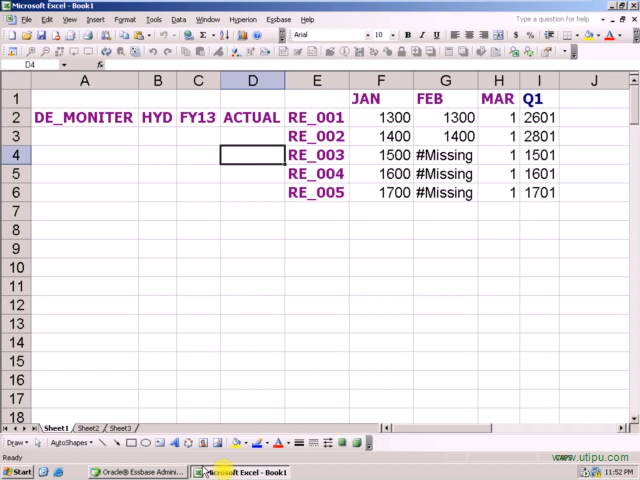 Microsoft Excel - Book1
File Edit View Insert Format Tools Data Window Hyperion Essbase Help
Type a question for help
Arial 10 B I U $ %
D4 fx
A B C D E F G H I J
1 JAN FEB MAR Q1
2 DE_MONITER HYD FY13 ACTUAL RE_001 1300 1300 1 2601
3 RE_002 1400 1400 1 2801
4 RE_003 1500 #Missing 1 1501
5 RE_004 1600 #Missing 1 1601
6 RE_005 1700 #Missing 1 1701
7
8
9
10
11
12
13
14
15
16
17
18
Sheet1 Sheet2 Sheet3
Draw AutoShapes
Ready
www.utipu.com
Start Oracle® Essbase Admini... Microsoft Excel - Book1 11:52 PM